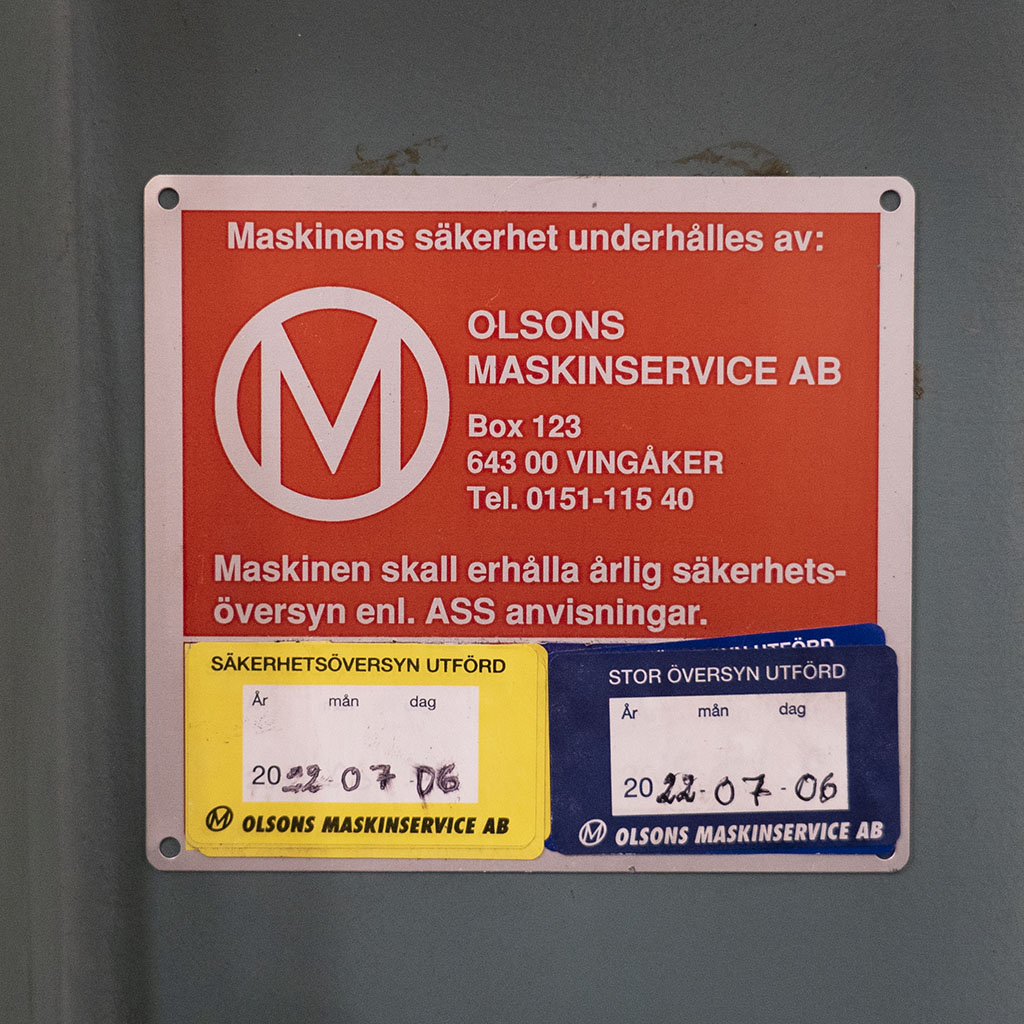 Maskinens säkerhet underhålles av:
M
OLSONS
MASKINSERVICE AB
Box 123
643 00 VINGÅKER
Tel. 0151-115 40
Maskinen skall erhålla årlig säkerhets-
översyn enl. ASS anvisningar.
SÄKERHETSÖVERSYN UTFÖRD
År mån dag
2022-07 06
M OLSONS MASKINSERVICE AB
ÖVERSYN UTFÖRD
STOR ÖVERSYN UTFÖRD
År mån dag
2022-07-06
M OLSONS MASKINSERVICE AB